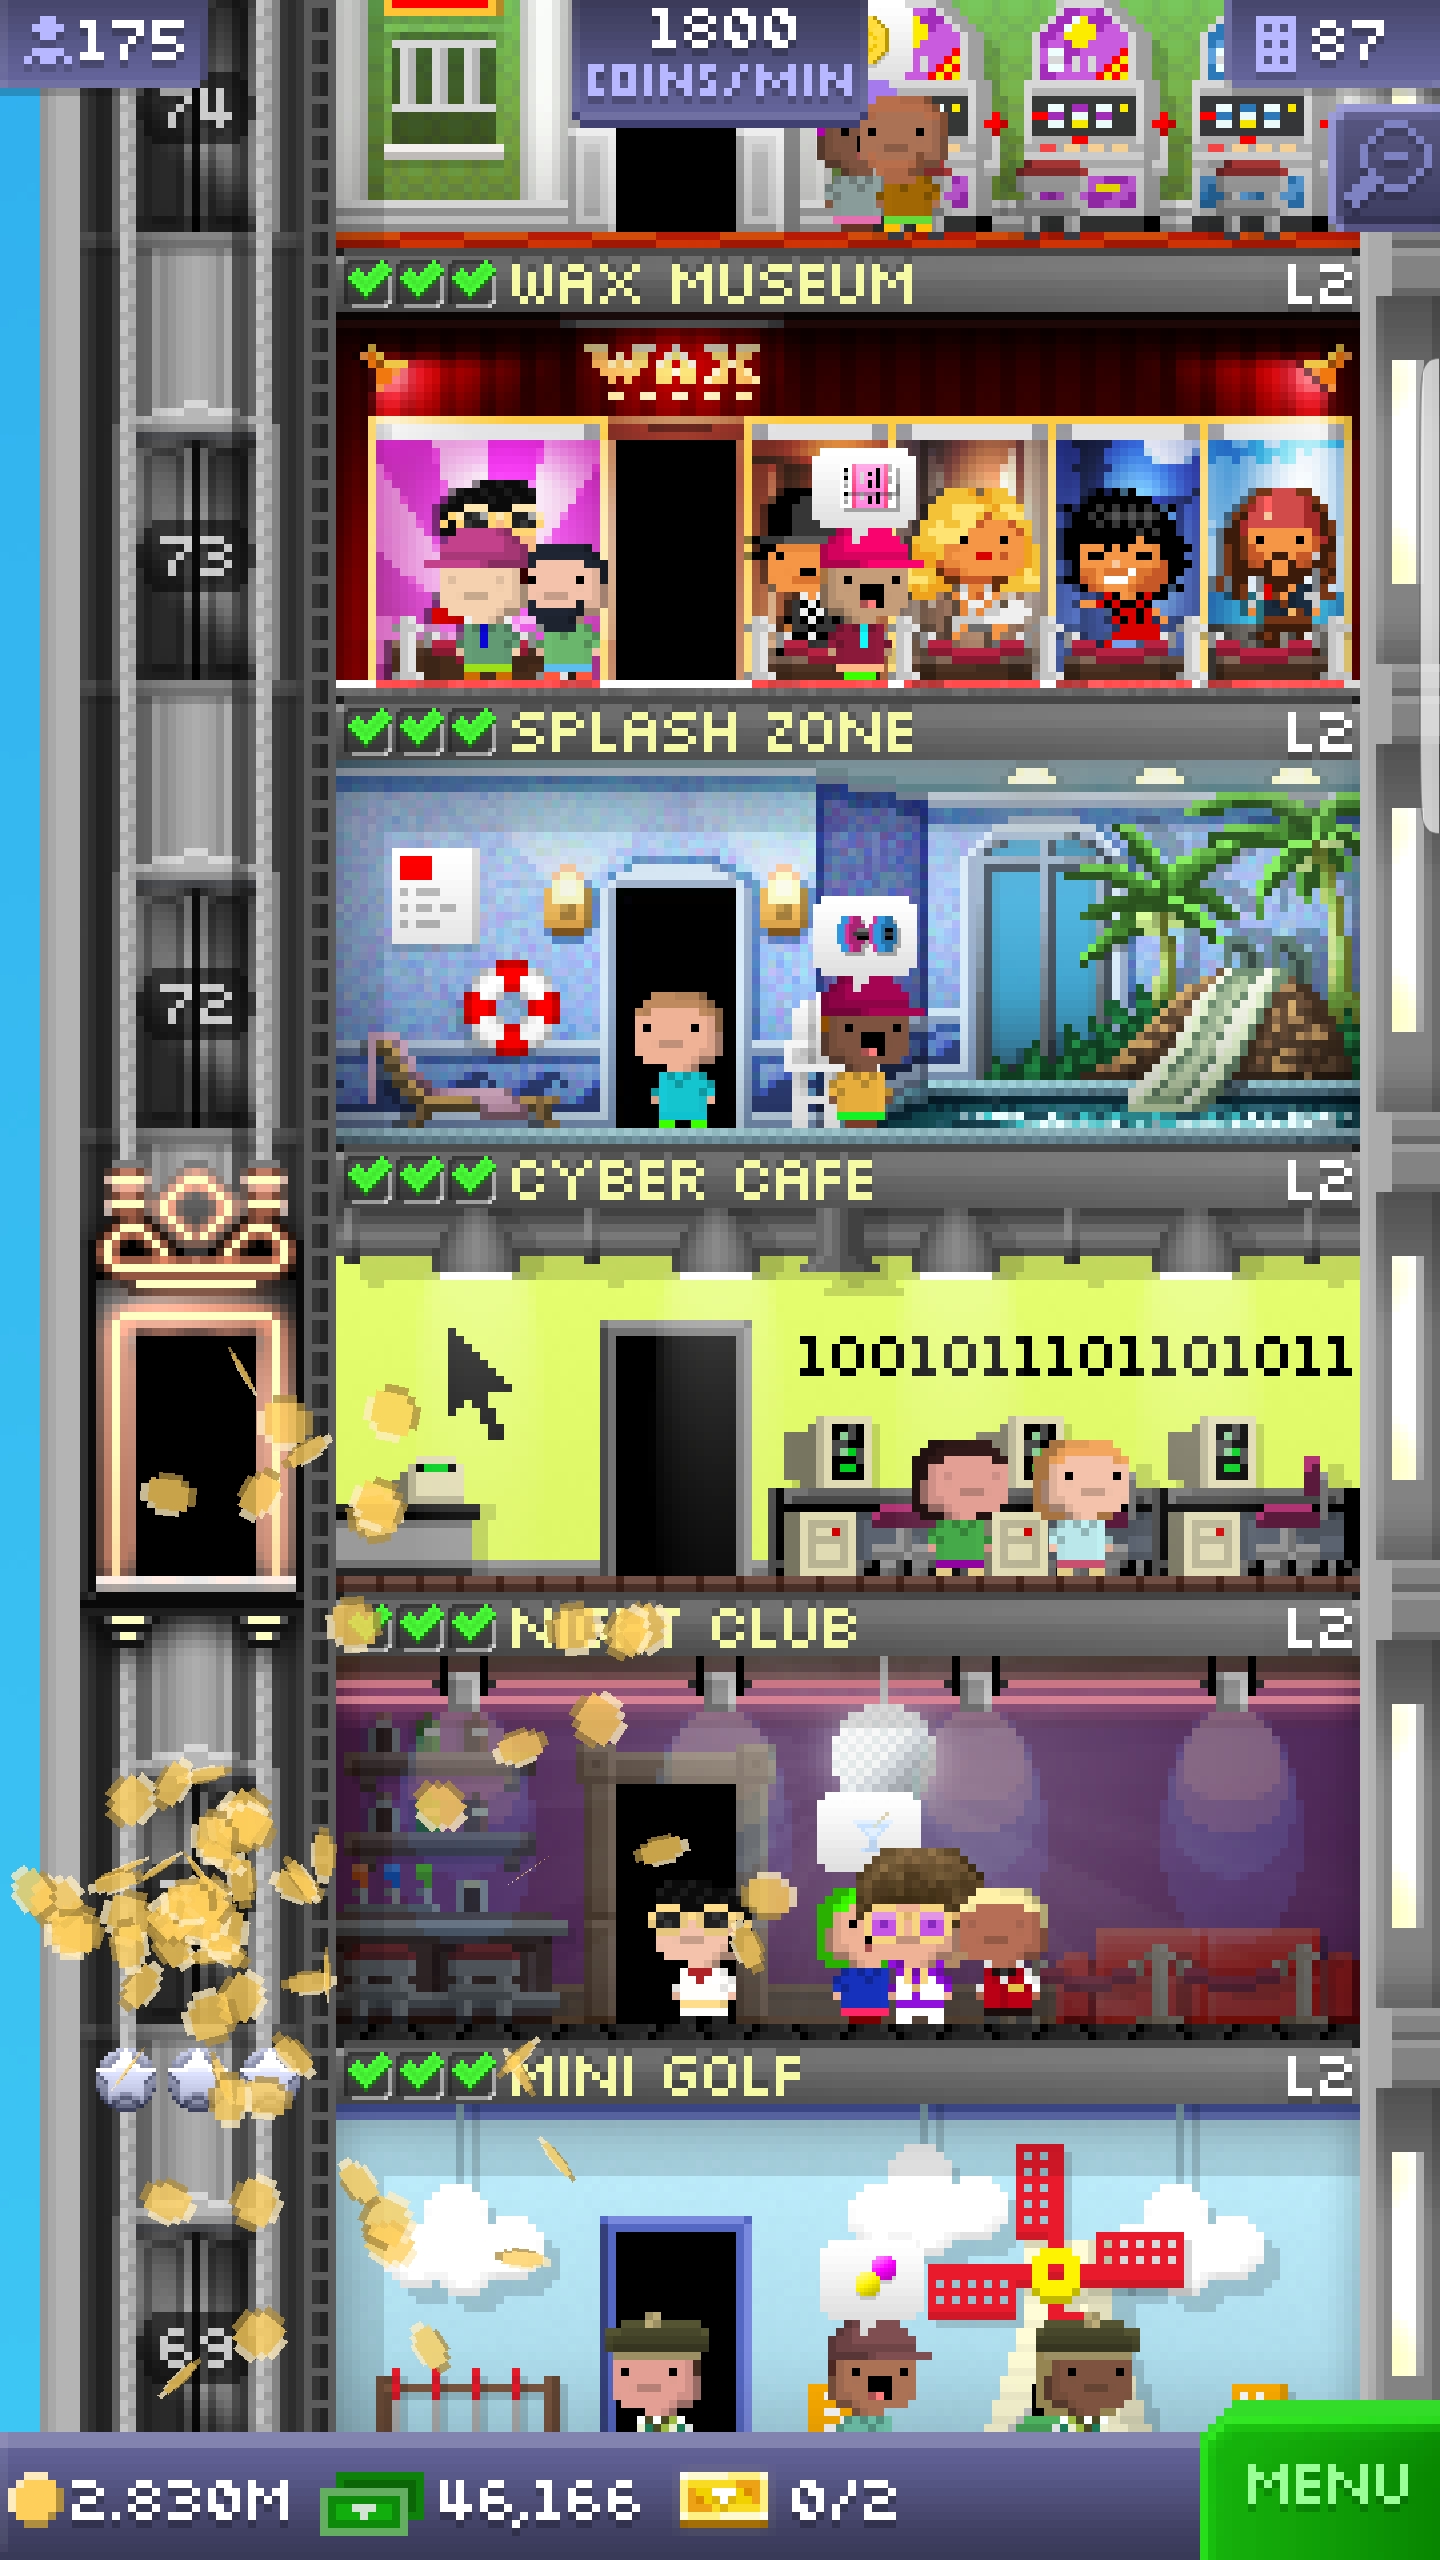 175
1800
COINS/MIN
87
74
WAX MUSEUM L2
WAX
73
SPLASH ZONE L2
72
CYBER CAFE L2
1001011101101011
NIGHT CLUB L2
MINI GOLF L2
69
2.830M 46,166 0/2
MENU